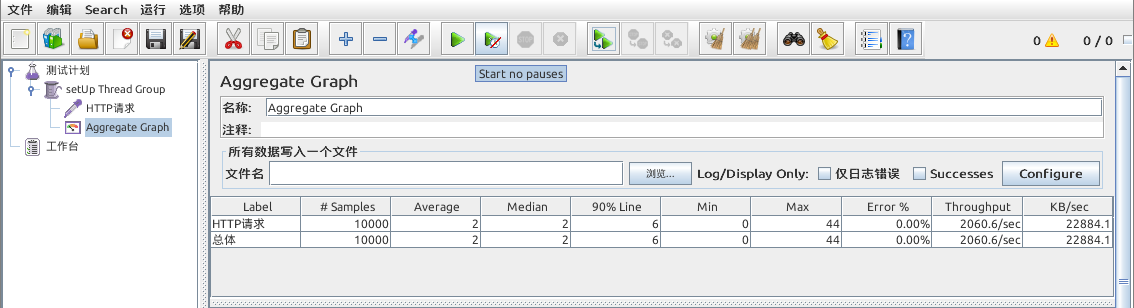 文件 编辑 Search 运行 选项 帮助
0 0 / 0
Start no pauses
测试计划
setUp Thread Group
HTTP请求
Aggregate Graph
工作台
Aggregate Graph
名称: Aggregate Graph
注释:
所有数据写入一个文件
文件名 浏览... Log/Display Only: 仅日志错误 Successes Configure
Label # Samples Average Median 90% Line Min Max Error % Throughput KB/sec
HTTP请求 10000 2 2 6 0 44 0.00% 2060.6/sec 22884.1
总体 10000 2 2 6 0 44 0.00% 2060.6/sec 22884.1